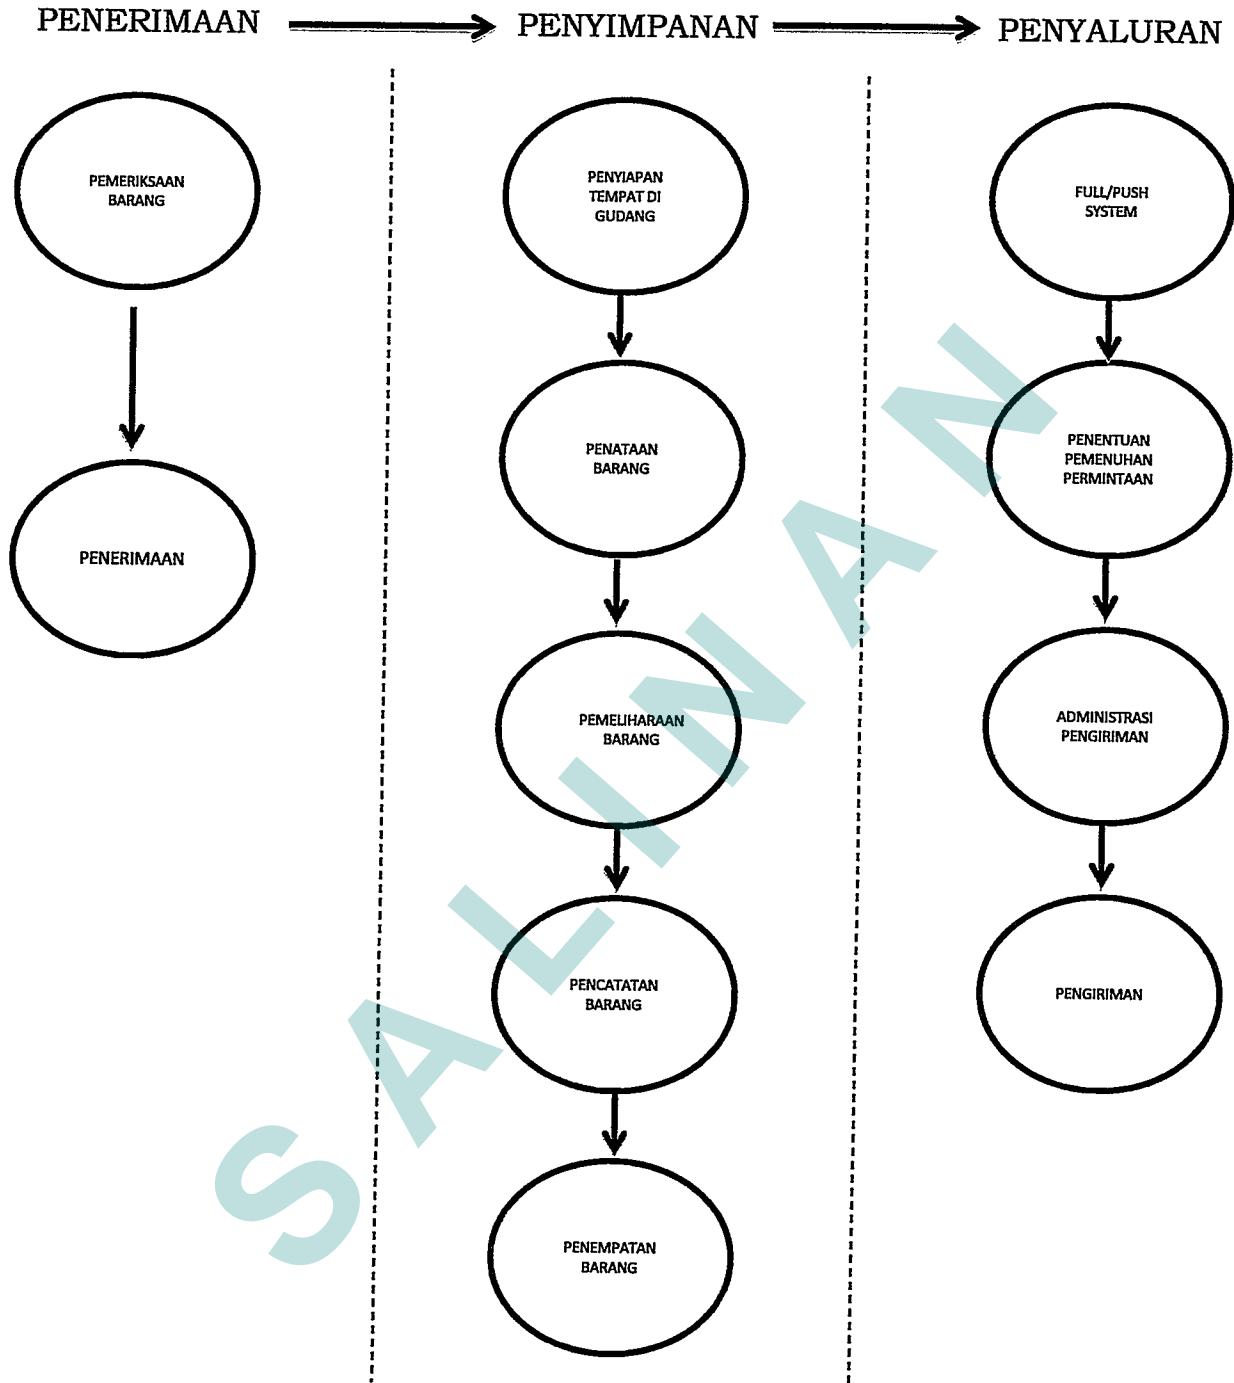 PENERIMAAN
PENYIMPANAN
PENYALURAN
PEMERIKSAAN
BARANG
PENERIMAAN
PENYIAPAN
TEMPAT DI
GUDANG
PENATAAN
BARANG
PEMELIHARAAN
BARANG
PENCATATAN
BARANG
PENEMPATAN
BARANG
FULL/PUSH
SYSTEM
PENENTUAN
PEMENUHAN
PERMINTAAN
ADMINISTRASI
PENGIRIMAN
PENGIRIMAN
SALINAN